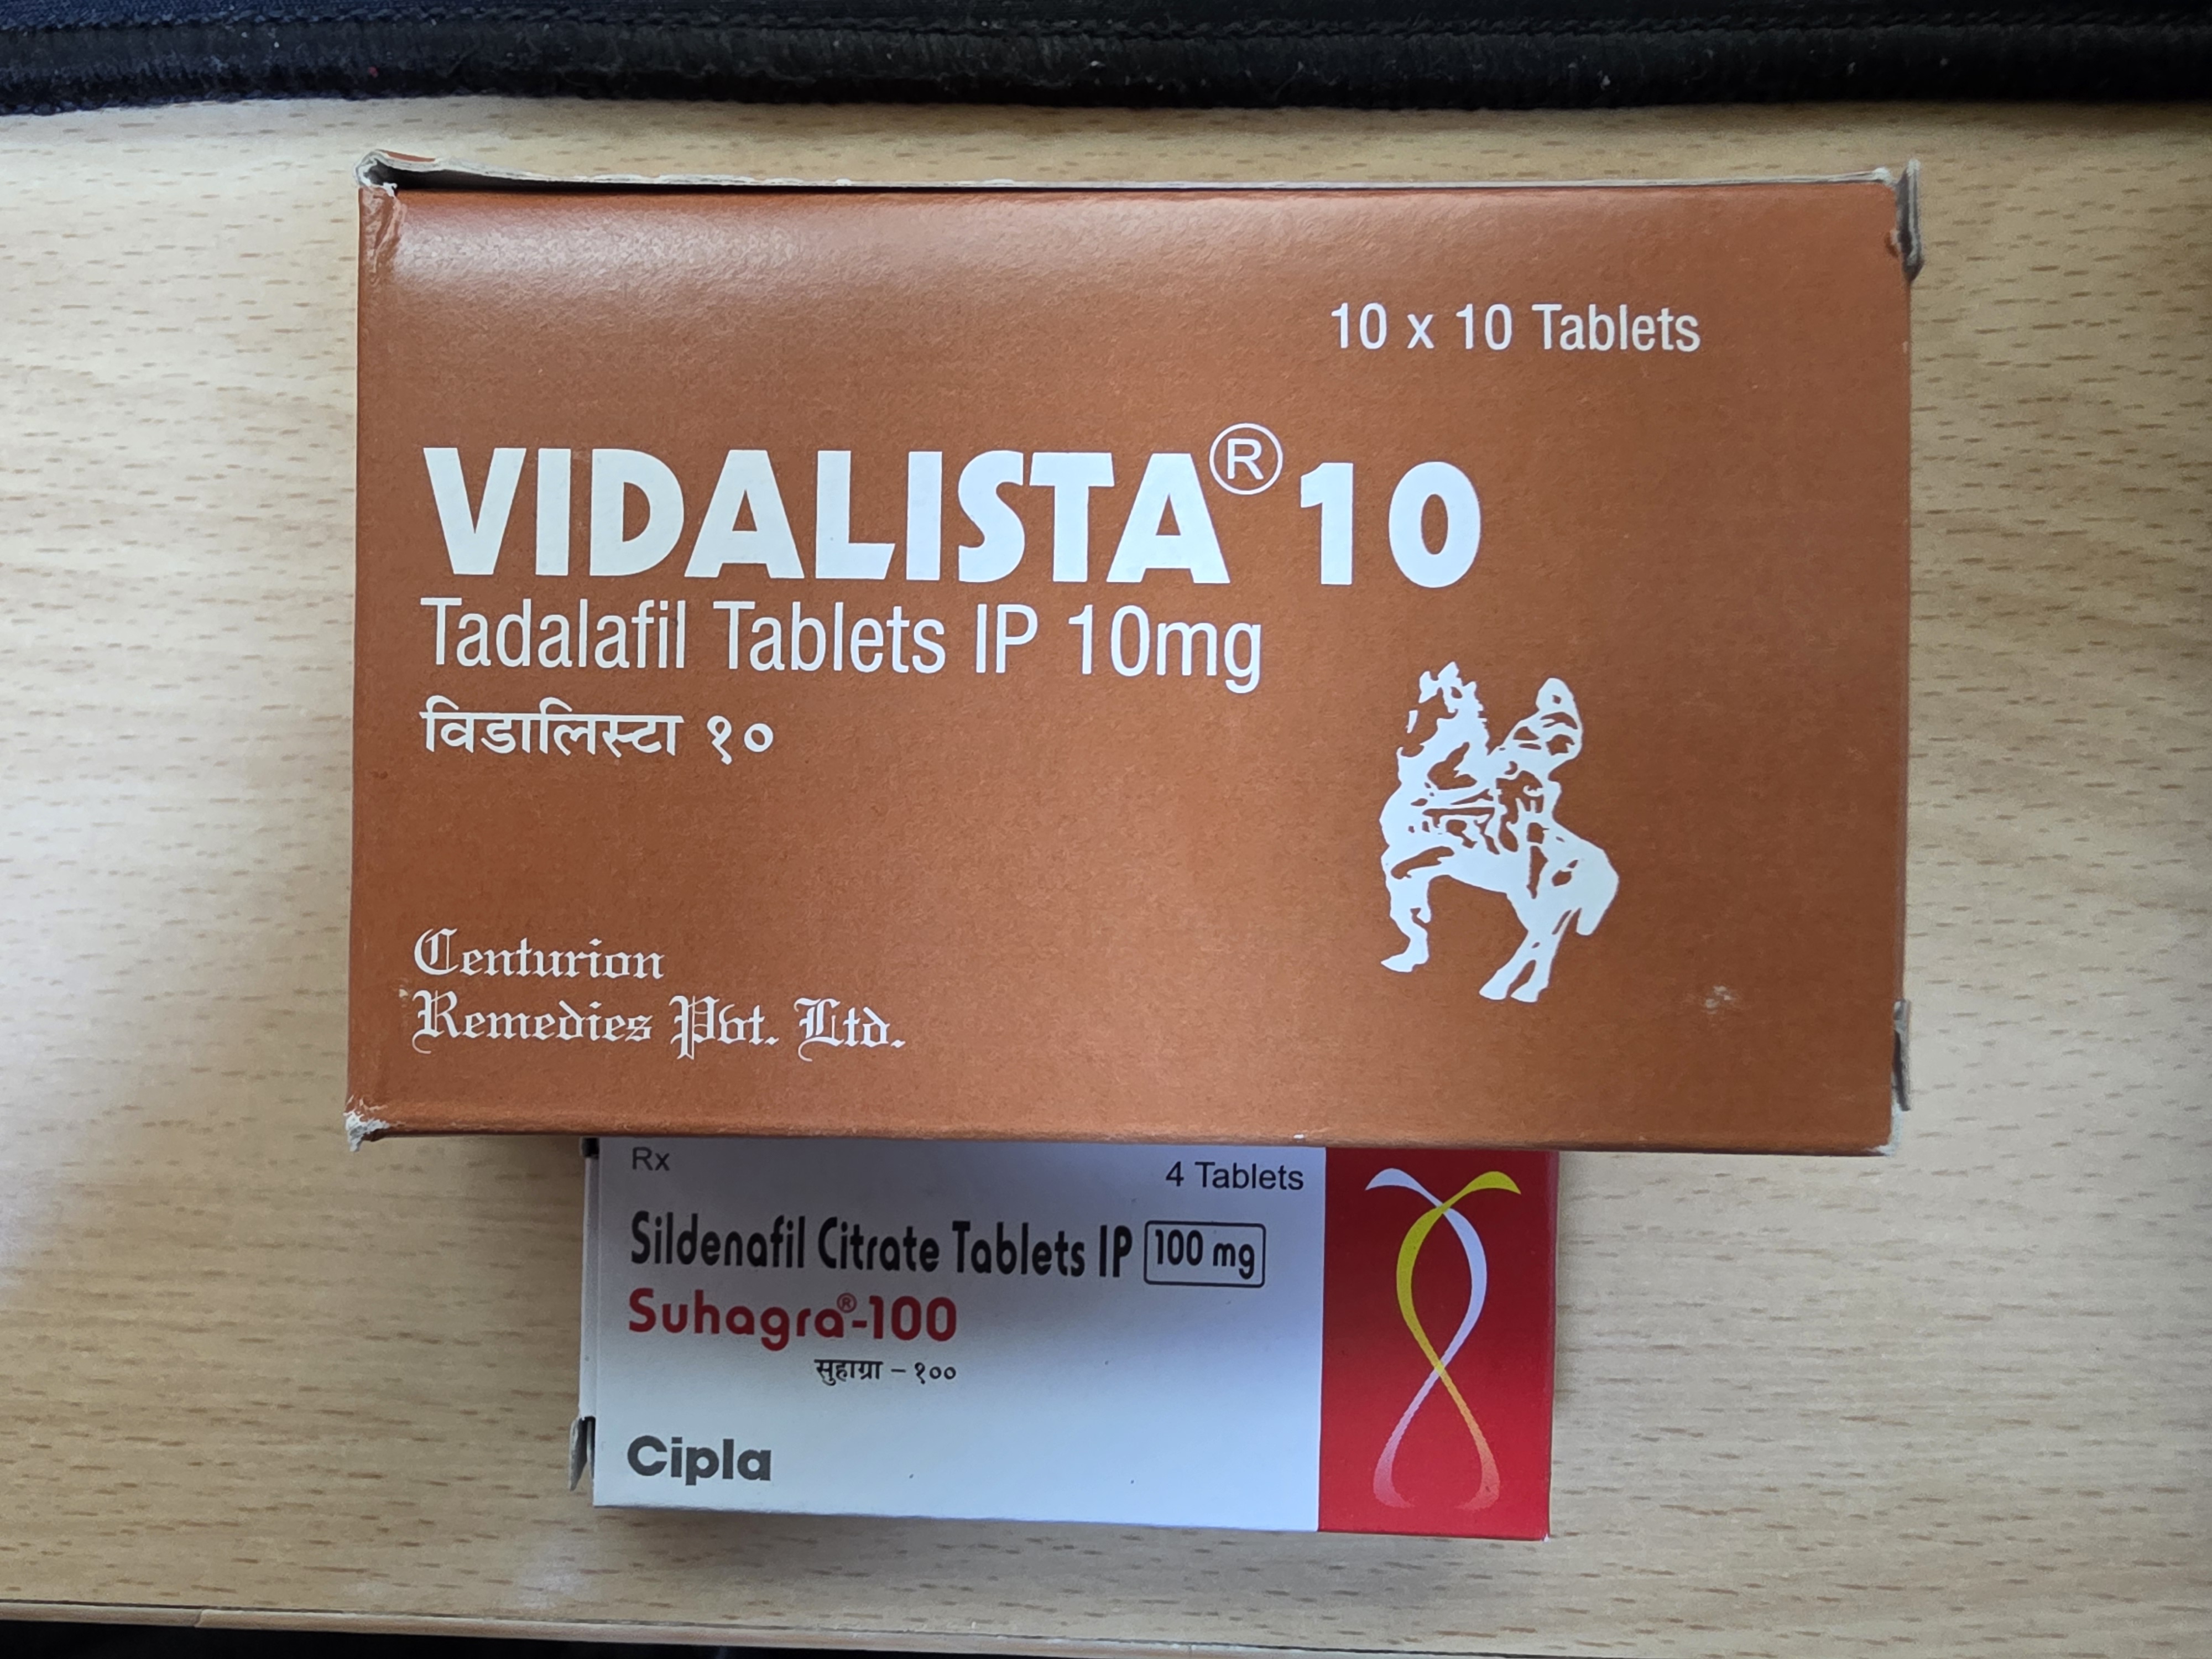 10 x 10 Tablets
VIDALISTA® 10
Tadalafil Tablets IP 10mg
विडालिस्टा १०
Centurion
Remedies Pvt. Ltd.
Rx
4 Tablets
Sildenafil Citrate Tablets IP 100 mg
Suhagra®-100
सुहाग्रा – १००
Cipla